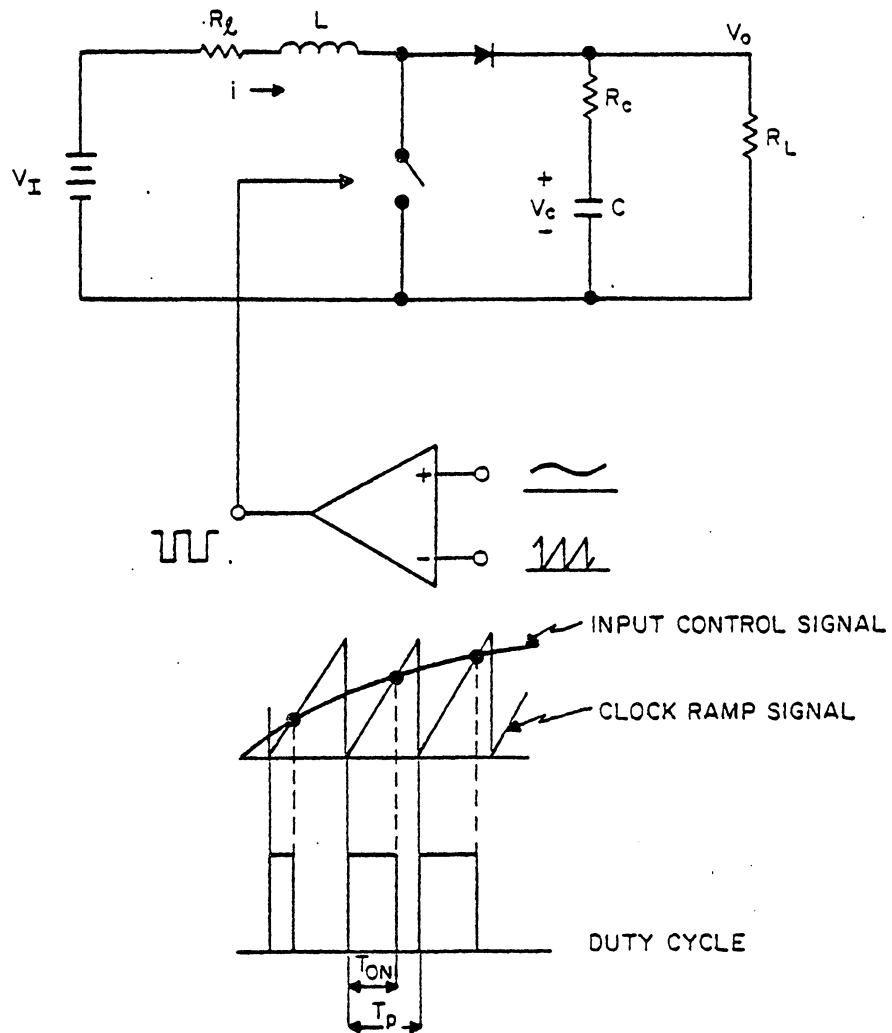 Rℓ L Vo
i
Rc
RL
VI
+
Vc C
-
+
-
INPUT CONTROL SIGNAL
CLOCK RAMP SIGNAL
DUTY CYCLE
TON
Tp